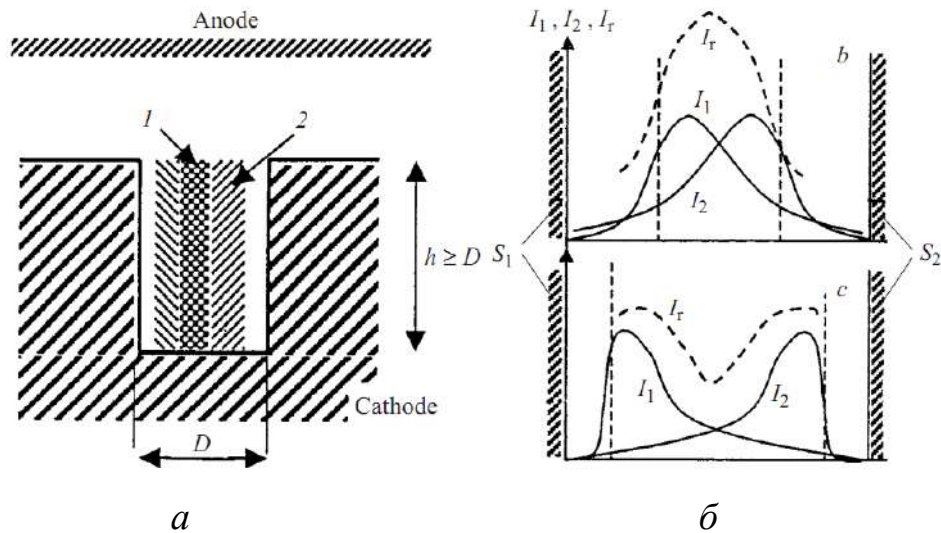 Anode
1
2
h ≥ D
Cathode
D
а
I₁ , I₂ , Iᵣ
b
Iᵣ
I₁
I₂
S₁
S₂
c
Iᵣ
I₁
I₂
б